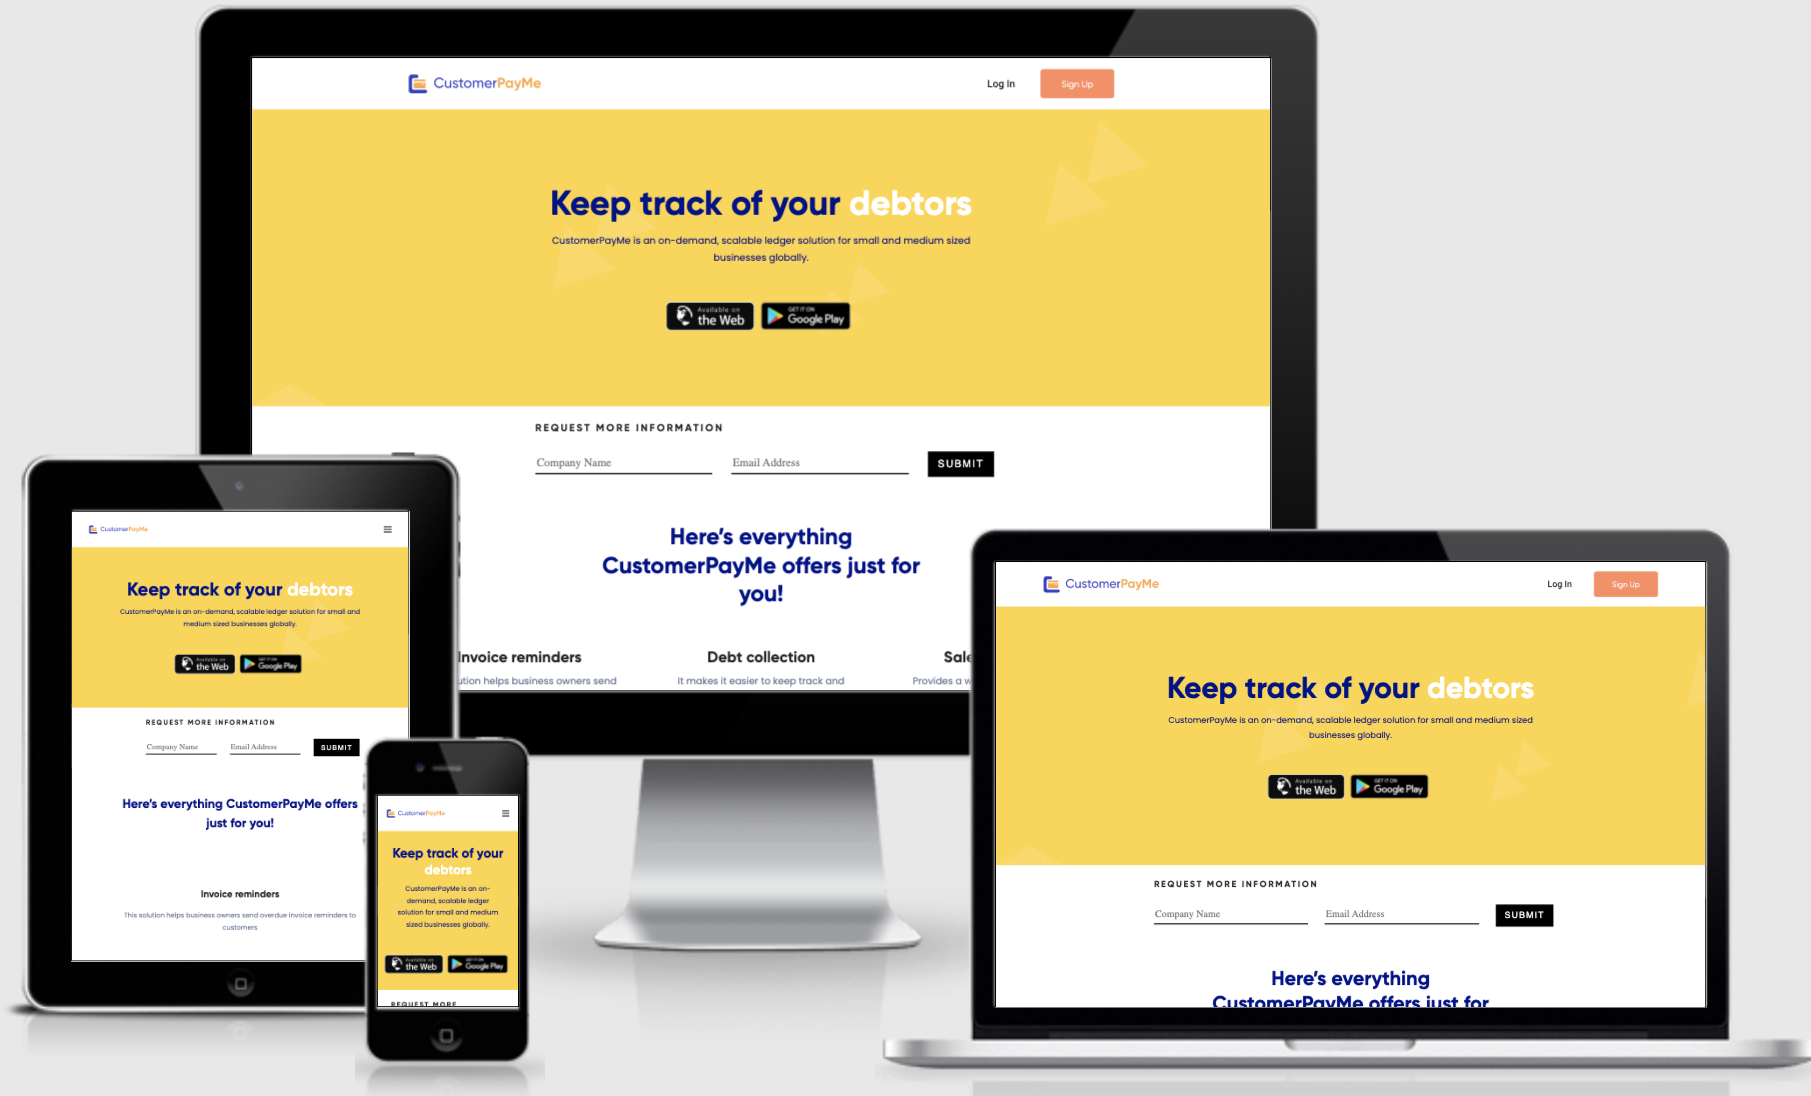 CustomerPayMe
Log In
Sign Up
Keep track of your debtors
CustomerPayMe is an on-demand, scalable ledger solution for small and medium sized
businesses globally.
Available on
the Web
GET IT ON
Google Play
REQUEST MORE INFORMATION
Company Name
Email Address
SUBMIT
Here's everything
CustomerPayMe offers just for
you!
Invoice reminders
Debt collection
helps business owners send
It makes it easier to keep track and
Provides a
CustomerPayMe
Keep track of your debtors
CustomerPayMe is an on-demand, scalable ledger solution for small and
medium sized businesses globally.
Available on
the Web
GET IT ON
Google Play
REQUEST MORE INFORMATION
Company Name
Email Address
SUBMIT
Here's everything CustomerPayMe offers
just for you!
Invoice reminders
This solution helps business owners send overdue invoice reminders to
customers
CustomerPayMe
Keep track of your
debtors
CustomerPayMe is an on-
demand, scalable ledger
solution for small and medium
sized businesses globally.
Available on
the Web
GET IT ON
Google Play
REQUEST MORE
CustomerPayMe
Log In
Sign Up
Keep track of your debtors
CustomerPayMe is an on-demand, scalable ledger solution for small and medium sized
businesses globally.
Available on
the Web
GET IT ON
Google Play
REQUEST MORE INFORMATION
Company Name
Email Address
SUBMIT
Here's everything
CustomerPayMe offers just for